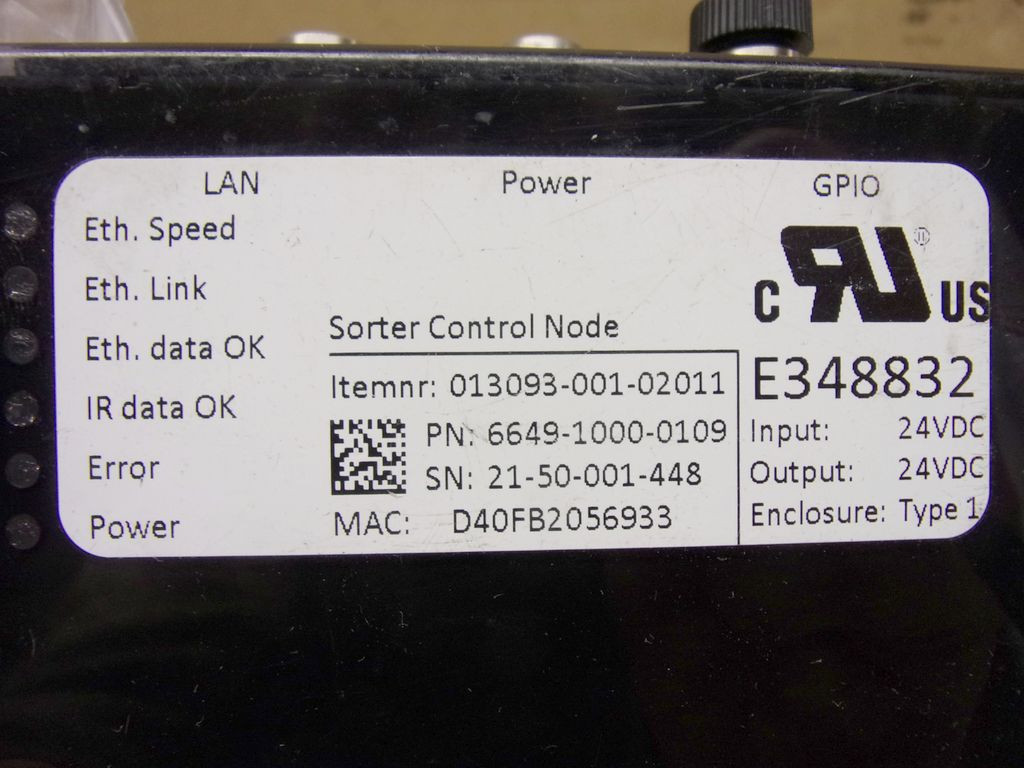 LAN Power GPIO
Eth. Speed
Eth. Link
Eth. data OK
IR data OK
Error
Power
Sorter Control Node
Itemnr: 013093-001-02011
PN: 6649-1000-0109
SN: 21-50-001-448
MAC: D40FB2056933
C RU US
E348832
Input: 24VDC
Output: 24VDC
Enclosure: Type 1